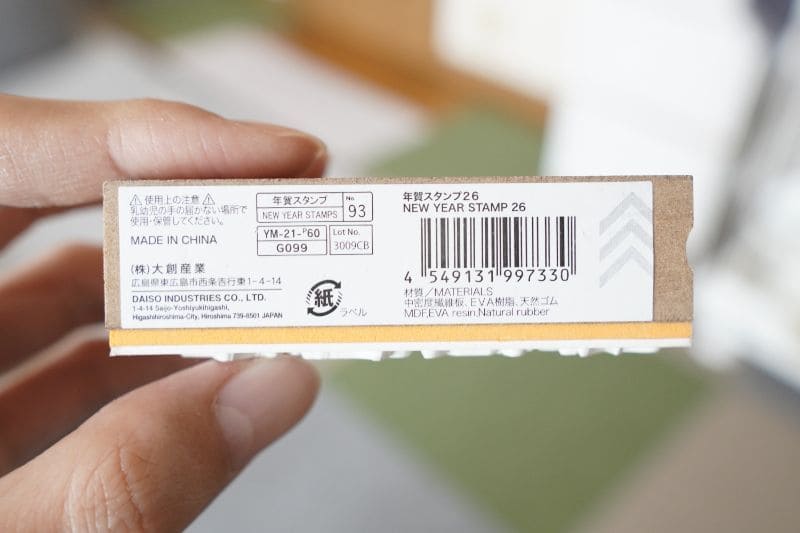 使用上の注意
乳幼児の手の届かない場所で
使用・保管してください。
MADE IN CHINA
(株)大創産業
広島県東広島市西条吉行東1-4-14
DAISO INDUSTRIES CO., LTD.
1-4-14 Saijo-Yoshiyukihigashi,
Higashihiroshima-City, Hiroshima 739-8501 JAPAN
年賀スタンプ
NEW YEAR STAMPS
No. 93
YM-21-P60
G099
Lot No.
3009CB
紙
ラベル
年賀スタンプ26
NEW YEAR STAMP 26
4 549131 997330
材質/MATERIALS
中密度繊維板、EVA樹脂、天然ゴム
MDF,EVA resin,Natural rubber